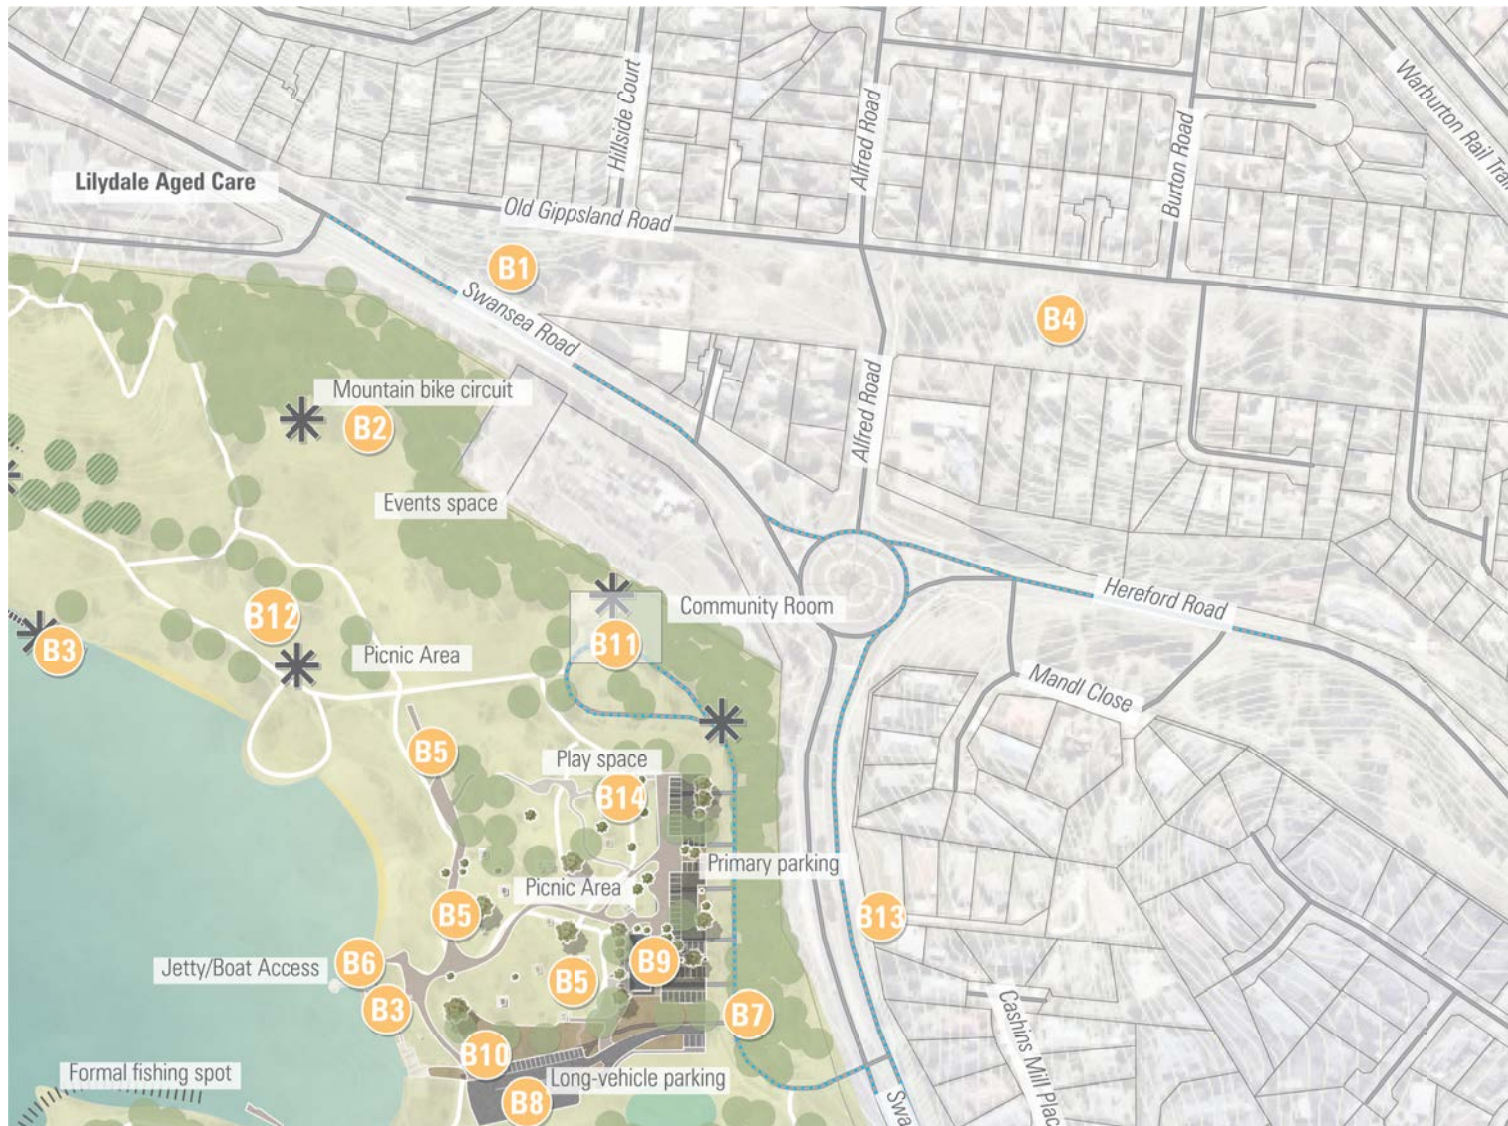 Warburton Rail Trai
Hillside Court
Alfred Road
Burton Road
Lilydale Aged Care
Old Gippsland Road
B1
Swansea Road
B4
Mountain bike circuit
B2
Alfred Road
Events space
Hereford Road
Community Room
B12
B11
B3
Picnic Area
Mandl Close
B5
Play space
B14
Primary parking
Picnic Area
B5
B13
B6
Jetty/Boat Access
B9
B5
B3
B7
Cashins Mill Plac
B10
Formal fishing spot
Long-vehicle parking
B8
Swa